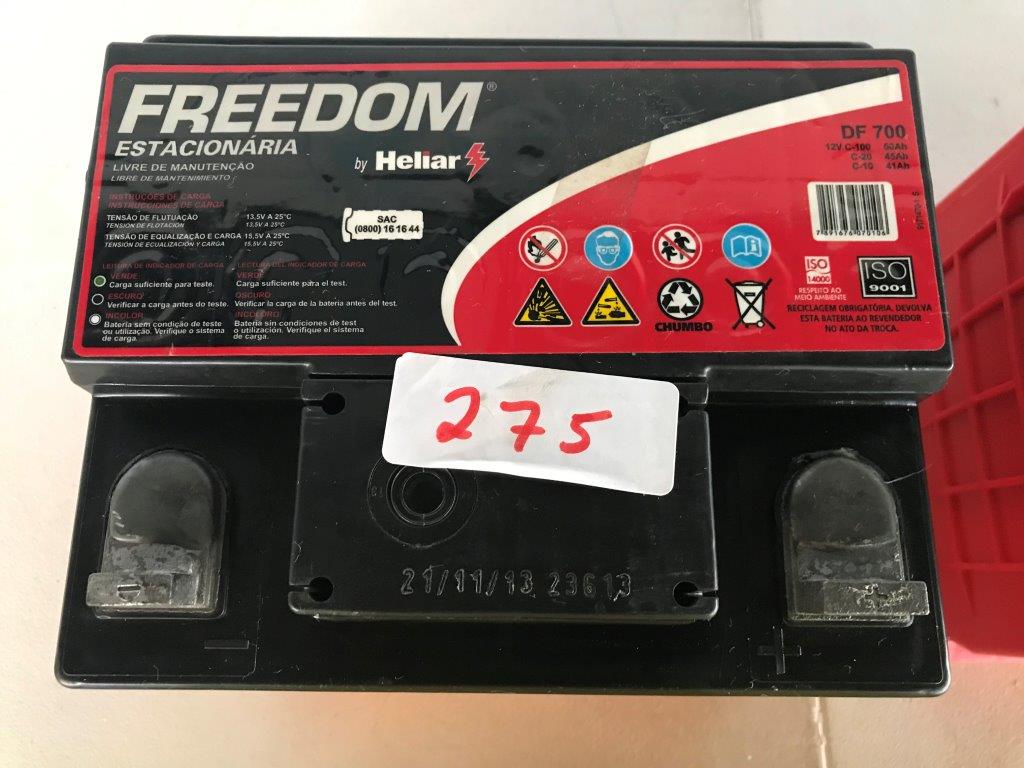 FREEDOM®
ESTACIONÁRIA
LIVRE DE MANUTENÇÃO
LIBRE DE MANTENIMIENTO
by Heliar
DF 700
12V C-100 50Ah
C-20 45Ah
C-10 41Ah
INSTRUÇÕES DE CARGA
INSTRUCCIONES DE CARGA
TENSÃO DE FLUTUAÇÃO 13,5V A 25°C
TENSION DE FLOTACION 13,5V A 25°C
TENSÃO DE EQUALIZAÇÃO E CARGA 15,5V A 25°C
TENSION DE ECUALIZACIÓN Y CARGA 15,5V A 25°C
SAC
(0800) 16 16 44
LEITURA DE INDICADOR DE CARGA
VERDE
Carga suficiente para teste.
ESCURO
Verificar a carga antes do teste.
INCOLOR
Bateria sem condição de teste
ou utilização. Verifique o sistema
de carga.
LECTURA DEL INDICADOR DE CARGA
VERDE
Carga suficiente para el test.
OSCURO
Verificar la carga de la bateria antes del test.
INCOLORO
Bateria sin condiciones de test
o utilización. Verifique el sistema
de carga.
CHUMBO
ISO
14000
RESPEITO AO
MEIO AMBIENTE
ISO
9001
RECICLAGEM OBRIGATÓRIA, DEVOLVA
ESTA BATERIA AO REVENDEDOR
NO ATO DA TROCA.
275
21/11/13 23613
- +